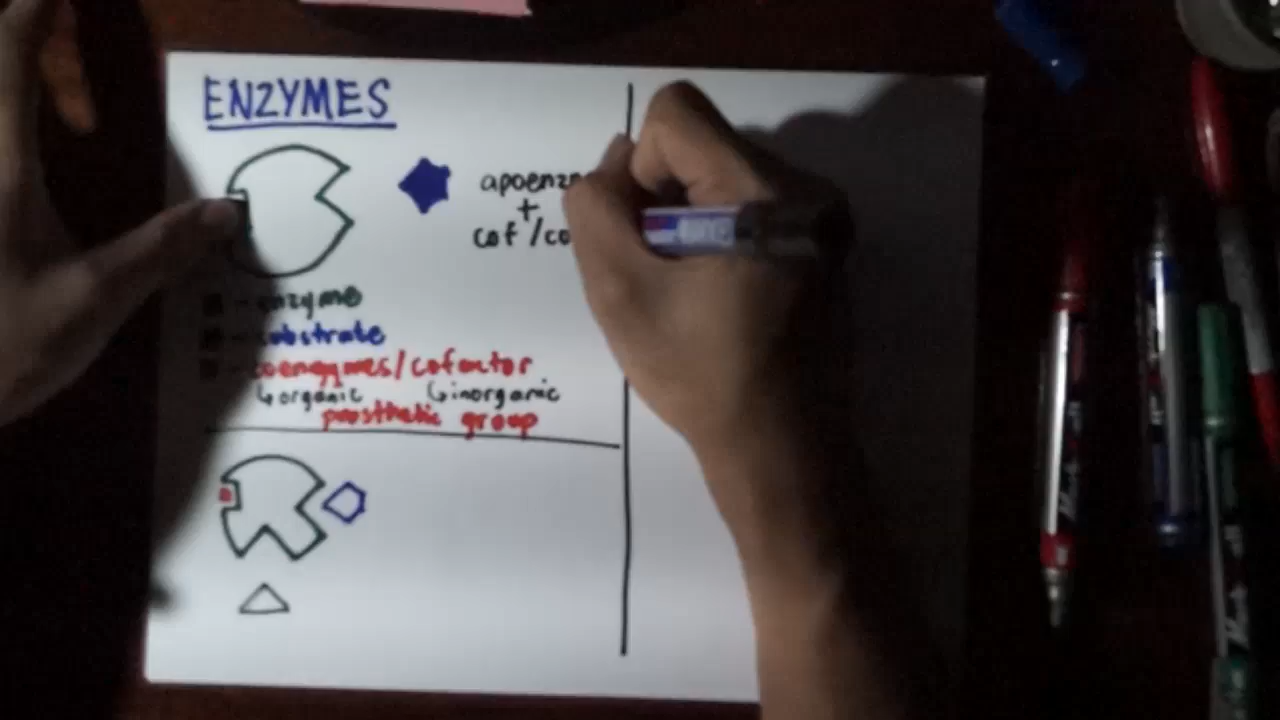 ENZYMES
apoenz
+
cof/co
- enzyme
- substrate
- coenzymes/cofactor
↳organic ↳inorganic
prosthetic group